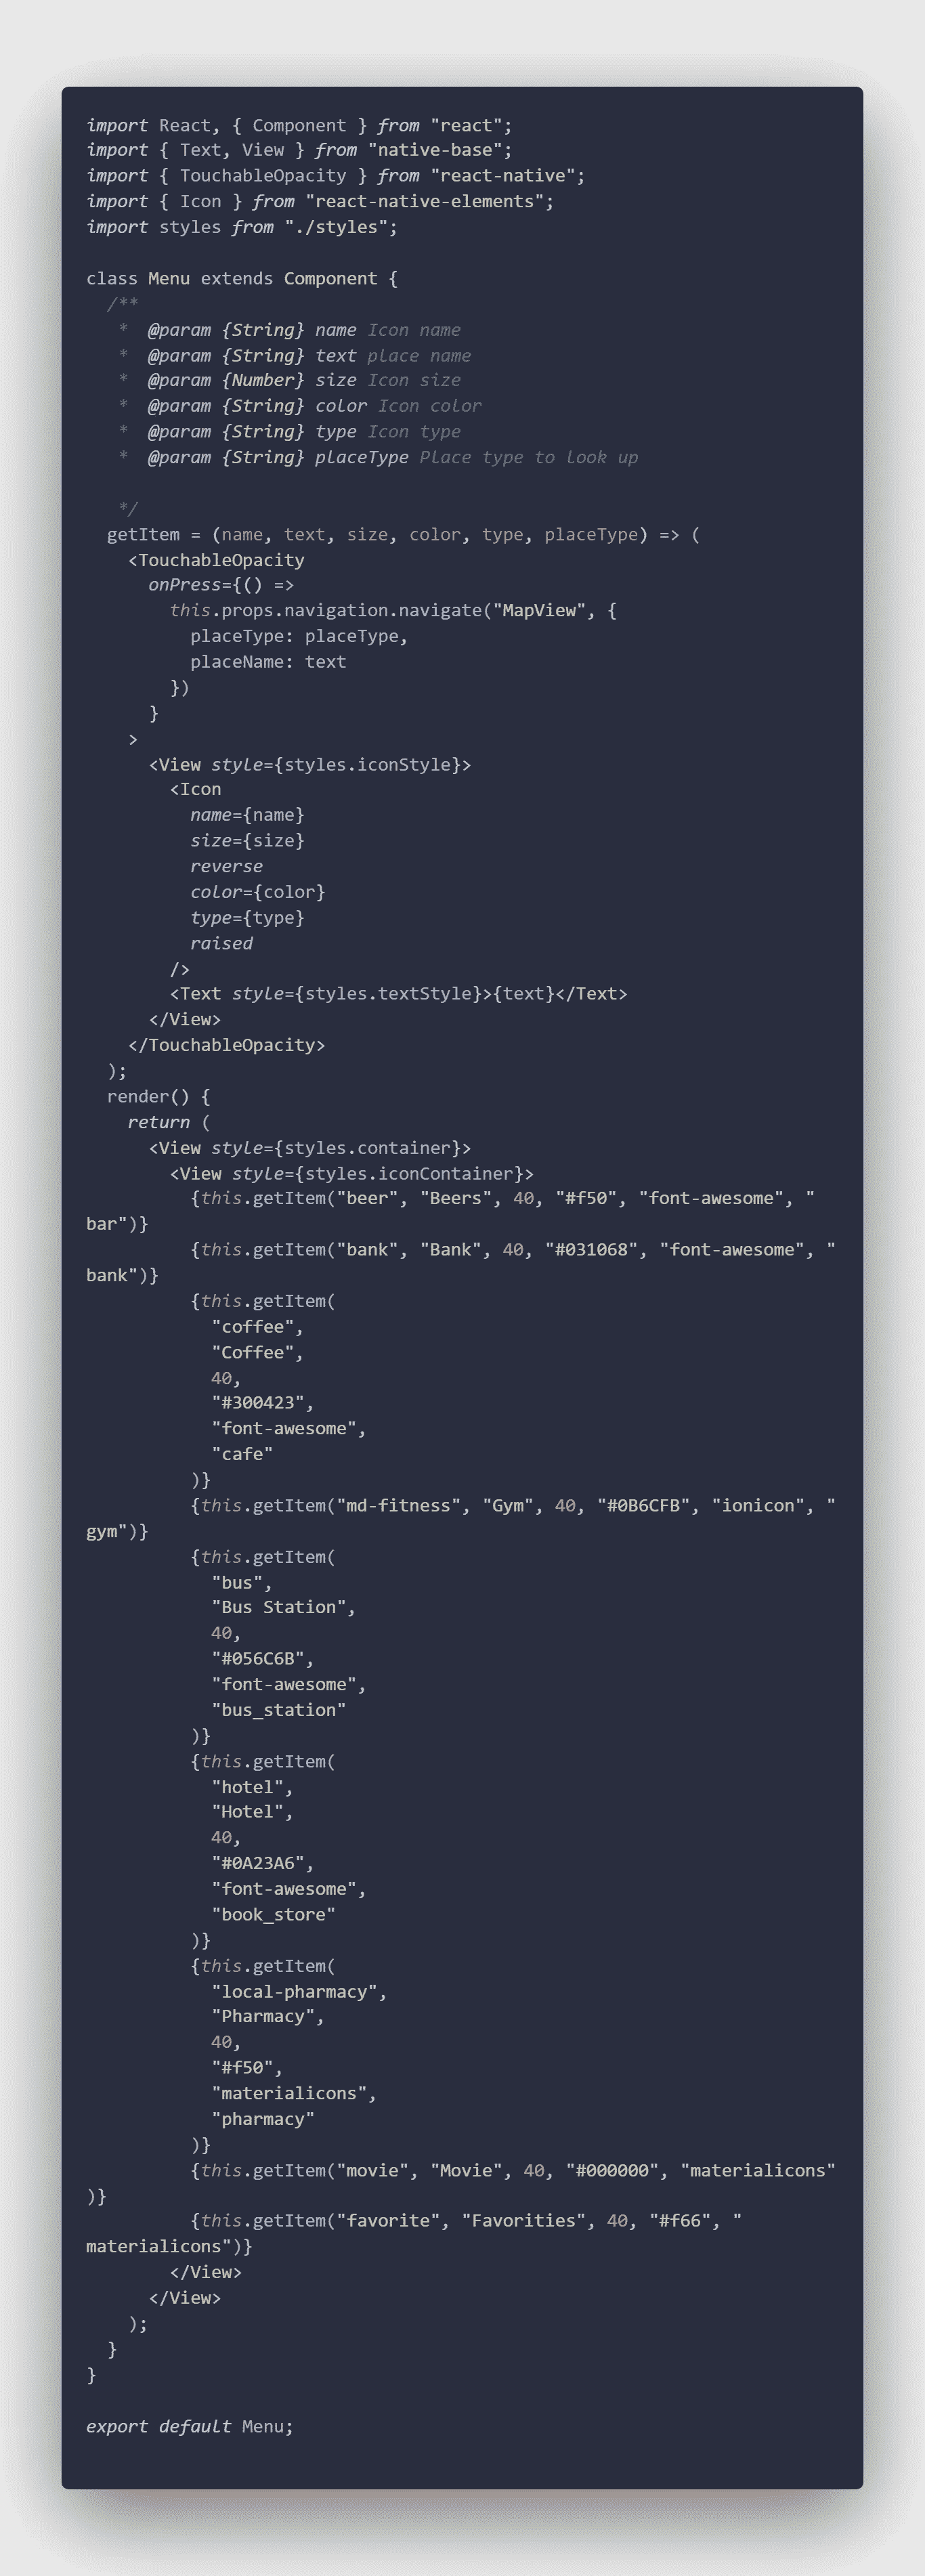 import React, { Component } from "react";
import { Text, View } from "native-base";
import { TouchableOpacity } from "react-native";
import { Icon } from "react-native-elements";
import styles from "./styles";

class Menu extends Component {
  /**
   *  @param {String} name Icon name
   *  @param {String} text place name
   *  @param {Number} size Icon size
   *  @param {String} color Icon color
   *  @param {String} type Icon type
   *  @param {String} placeType Place type to look up

   */
  getItem = (name, text, size, color, type, placeType) => (
    <TouchableOpacity
      onPress={() =>
        this.props.navigation.navigate("MapView", {
          placeType: placeType,
          placeName: text
        })
      }
    >
      <View style={styles.iconStyle}>
        <Icon
          name={name}
          size={size}
          reverse
          color={color}
          type={type}
          raised
        />
        <Text style={styles.textStyle}>{text}</Text>
      </View>
    </TouchableOpacity>
  );
  render() {
    return (
      <View style={styles.container}>
        <View style={styles.iconContainer}>
          {this.getItem("beer", "Beers", 40, "#f50", "font-awesome", "
bar")}
          {this.getItem("bank", "Bank", 40, "#031068", "font-awesome", "
bank")}
          {this.getItem(
            "coffee",
            "Coffee",
            40,
            "#300423",
            "font-awesome",
            "cafe"
          )}
          {this.getItem("md-fitness", "Gym", 40, "#0B6CFB", "ionicon", "
gym")}
          {this.getItem(
            "bus",
            "Bus Station",
            40,
            "#056C6B",
            "font-awesome",
            "bus_station"
          )}
          {this.getItem(
            "hotel",
            "Hotel",
            40,
            "#0A23A6",
            "font-awesome",
            "book_store"
          )}
          {this.getItem(
            "local-pharmacy",
            "Pharmacy",
            40,
            "#f50",
            "materialicons",
            "pharmacy"
          )}
          {this.getItem("movie", "Movie", 40, "#000000", "materialicons"
)}
          {this.getItem("favorite", "Favorities", 40, "#f66", "
materialicons")}
        </View>
      </View>
    );
  }
}

export default Menu;